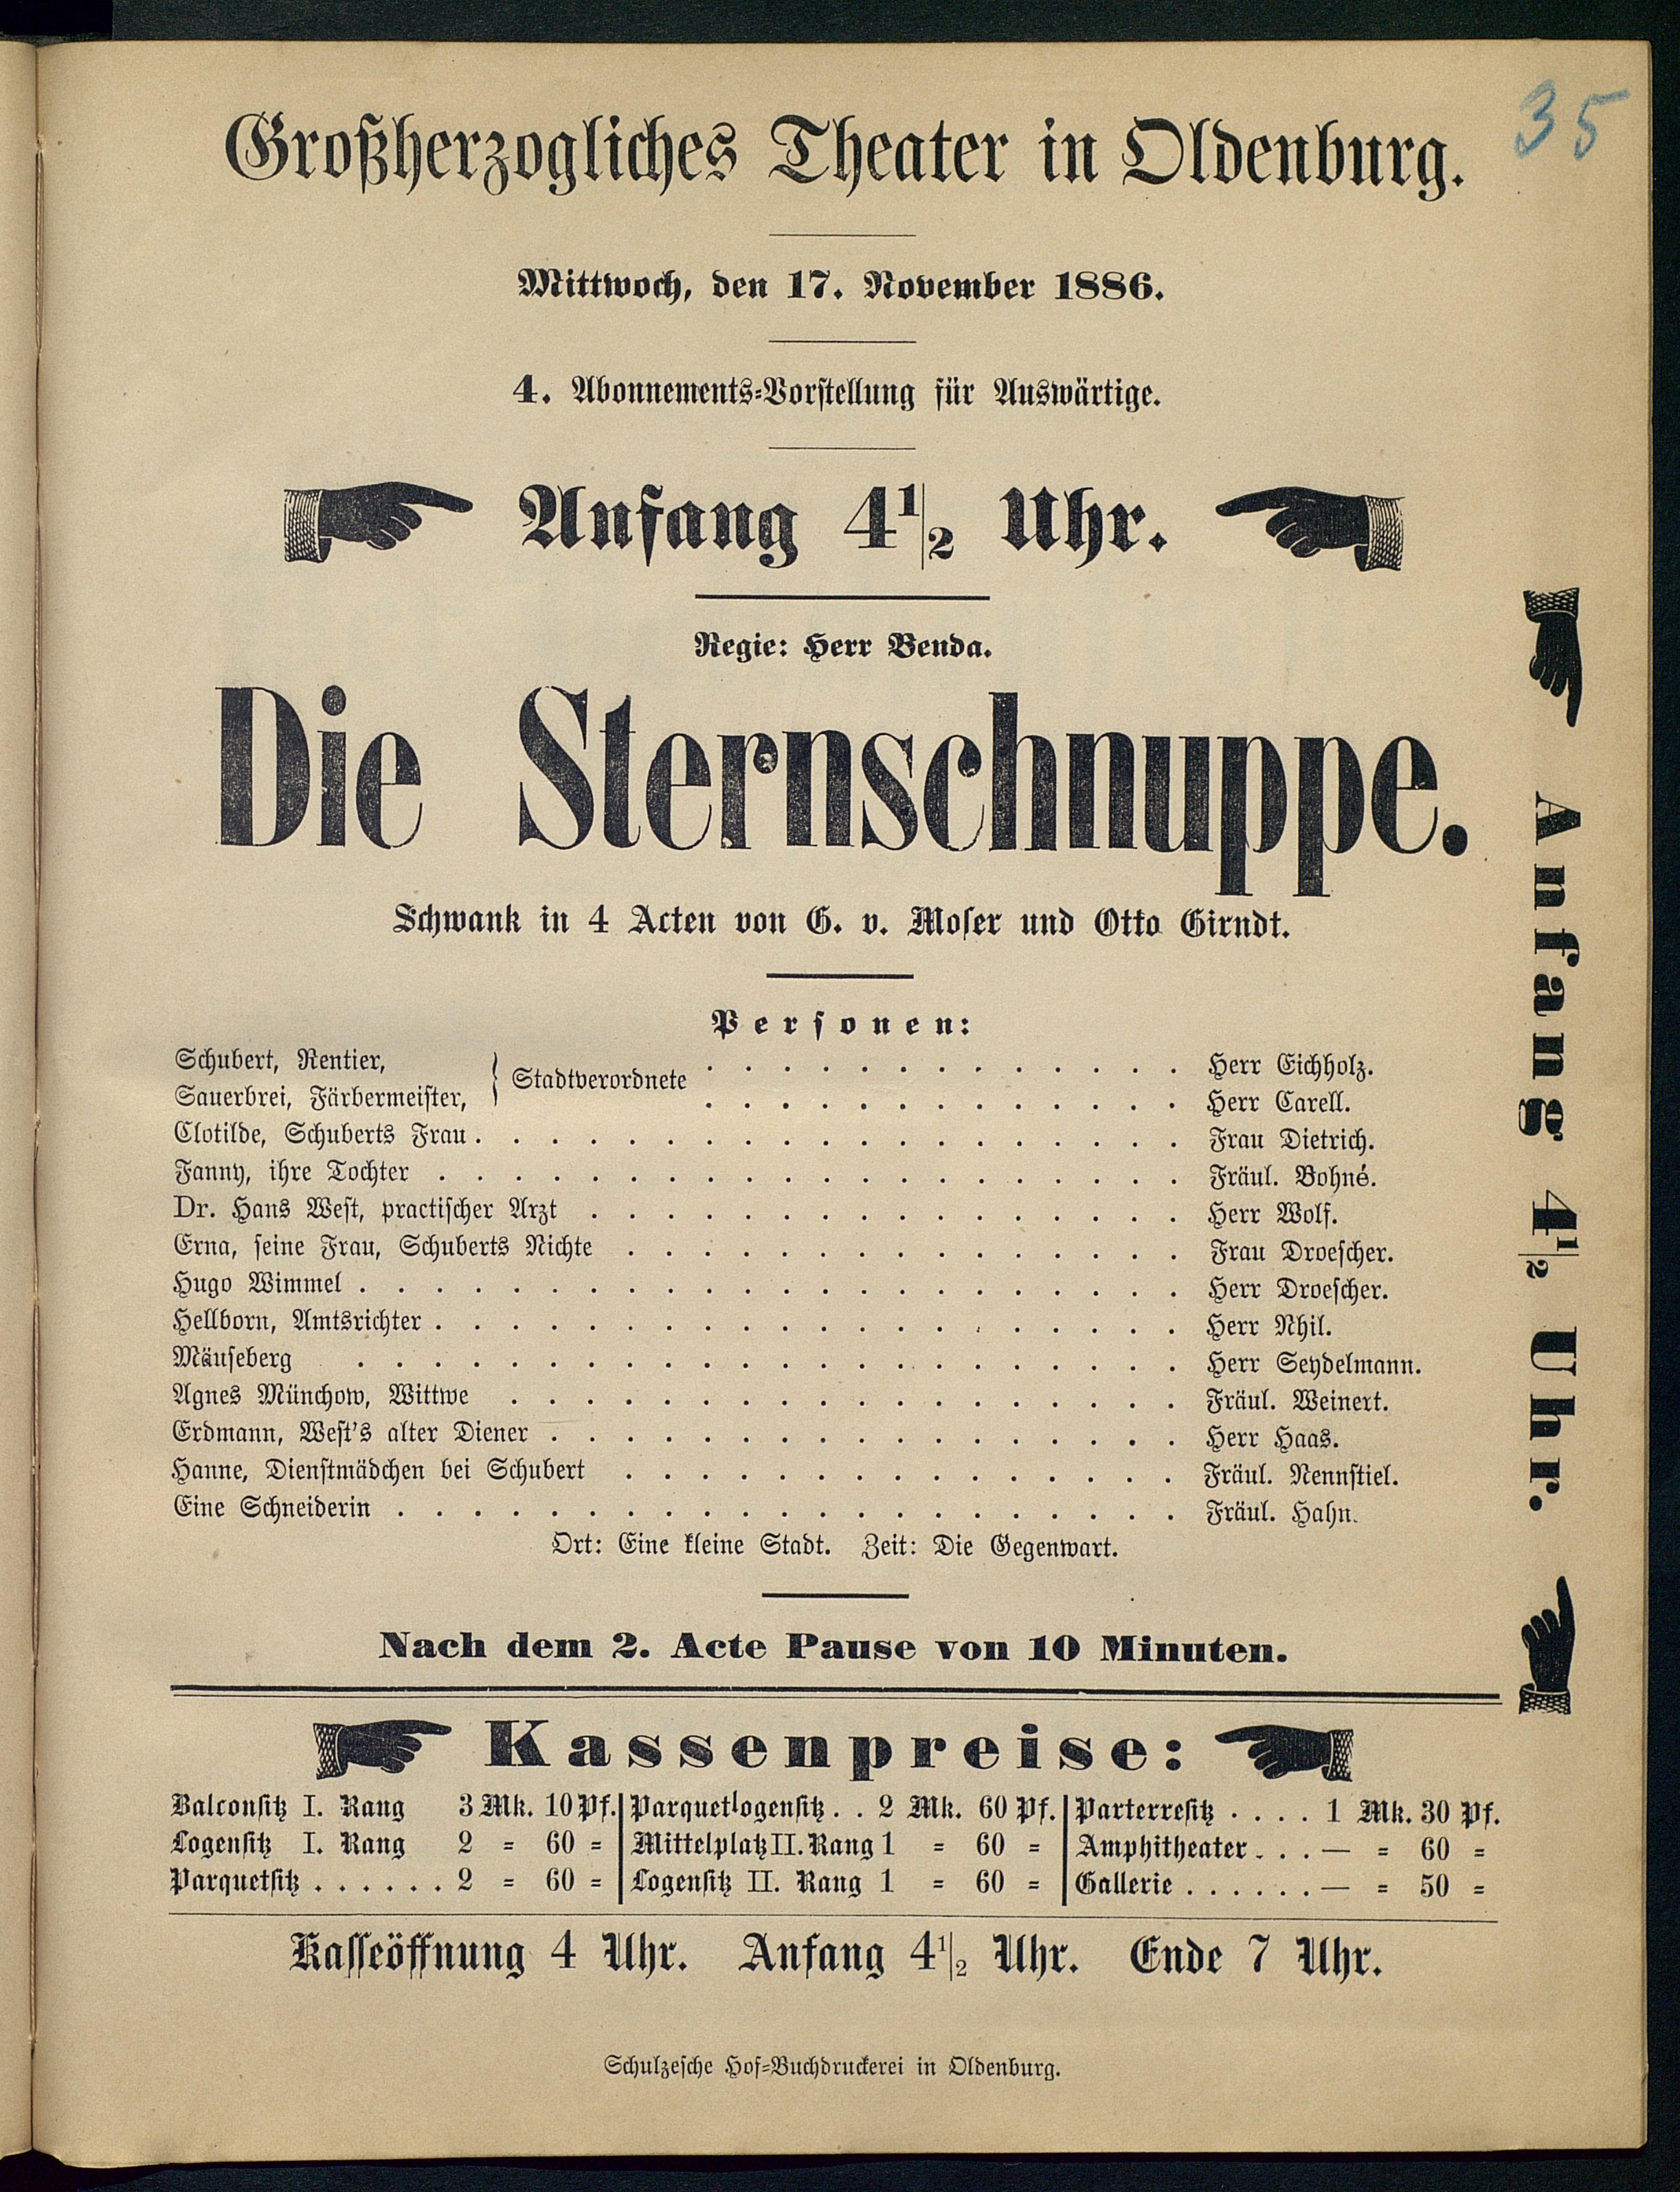 35
Großherzogliches Theater in Oldenburg.
Mittwoch, den 17. November 1886.
4. Abonnements=Vorstellung für Auswärtige.
Anfang 4 1/2 Uhr.
Regie: Herr Benda.
Die Sternschnuppe.
Schwank in 4 Acten von G. v. Moser und Otto Girndt.
Personen:
Schubert, Rentier, } Stadtverordnete . . . . . . . . . . . . Herr Eichholz.
Sauerbrei, Färbermeister, . . . . . . . . . . . . Herr Carell.
Clotilde, Schuberts Frau . . . . . . . . . . . . Frau Dietrich.
Fanny, ihre Tochter . . . . . . . . . . . . Fräul. Bohné.
Dr. Hans West, practischer Arzt . . . . . . . . . . . . Herr Wolf.
Erna, seine Frau, Schuberts Nichte . . . . . . . . . . . . Frau Droescher.
Hugo Wimmel . . . . . . . . . . . . Herr Droescher.
Hellborn, Amtsrichter . . . . . . . . . . . . Herr Nhil.
Mäuseberg . . . . . . . . . . . . Herr Seydelmann.
Agnes Münchow, Wittwe . . . . . . . . . . . . Fräul. Weinert.
Erdmann, West's alter Diener . . . . . . . . . . . . Herr Haas.
Hanne, Dienstmädchen bei Schubert . . . . . . . . . . . . Fräul. Nennstiel.
Eine Schneiderin . . . . . . . . . . . . Fräul. Hahn.
Ort: Eine kleine Stadt. Zeit: Die Gegenwart.
Nach dem 2. Acte Pause von 10 Minuten.
Kassenpreise:
Balconsitz I. Rang 3 Mk. 10 Pf. | Parquetlogensitz . . 2 Mk. 60 Pf. | Parterresitz . . . . 1 Mk. 30 Pf.
Logensitz I. Rang 2 = 60 = | Mittelplatz II. Rang 1 = 60 = | Amphitheater . . . — = 60 =
Parquetsitz . . . . . . 2 = 60 = | Logensitz II. Rang 1 = 60 = | Gallerie . . . . . . — = 50 =
Kasseöffnung 4 Uhr. Anfang 4 1/2 Uhr. Ende 7 Uhr.
Schulzesche Hof=Buchdruckerei in Oldenburg.
Anfang 4 1/2 Uhr.